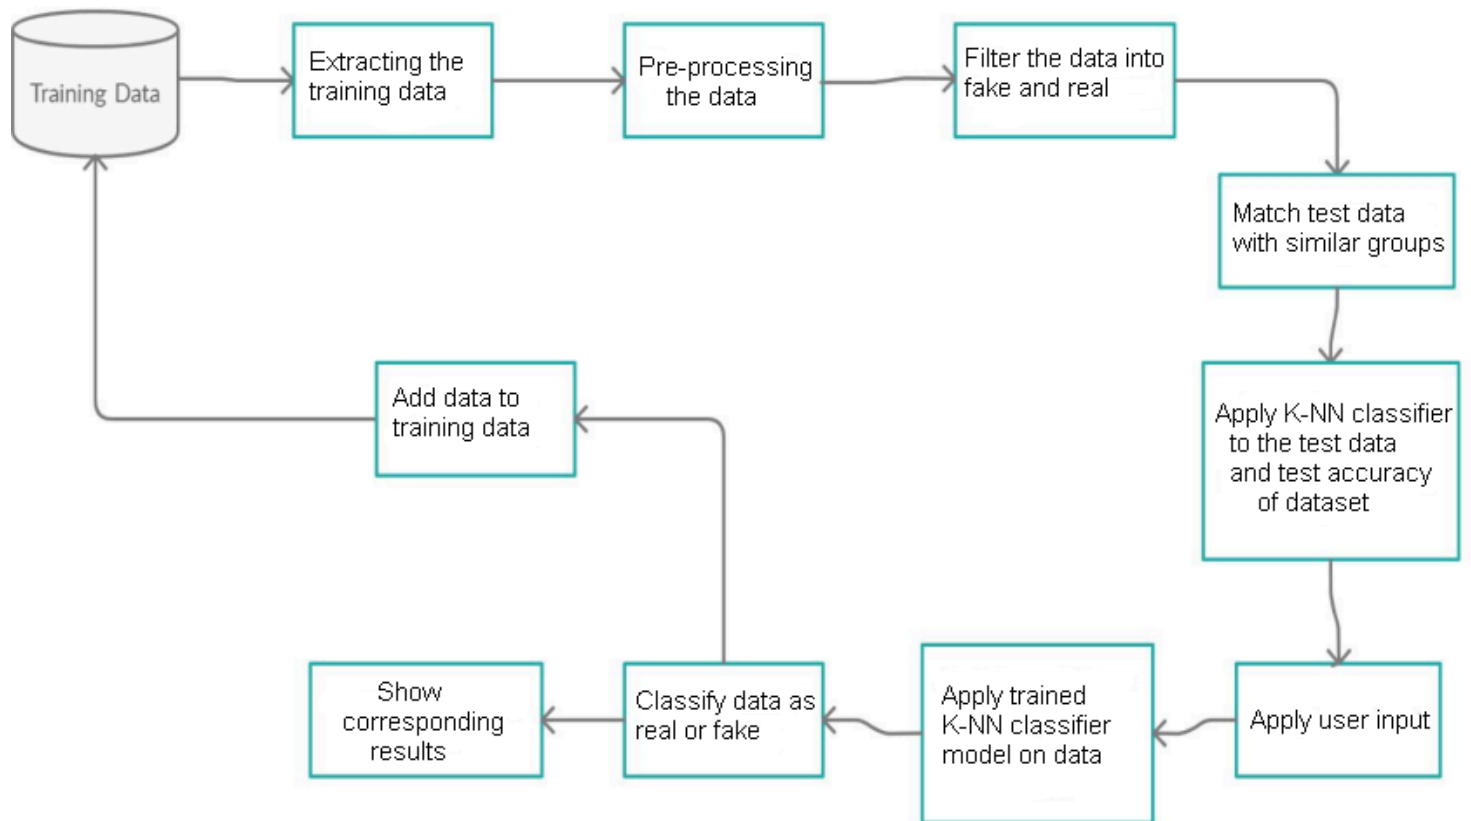 Training Data
Extracting the
training data
Pre-processing
the data
Filter the data into
fake and real
Match test data
with similar groups
Apply K-NN classifier
to the test data
and test accuracy
of dataset
Apply user input
Apply trained
K-NN classifier
model on data
Classify data as
real or fake
Show
corresponding
results
Add data to
training data